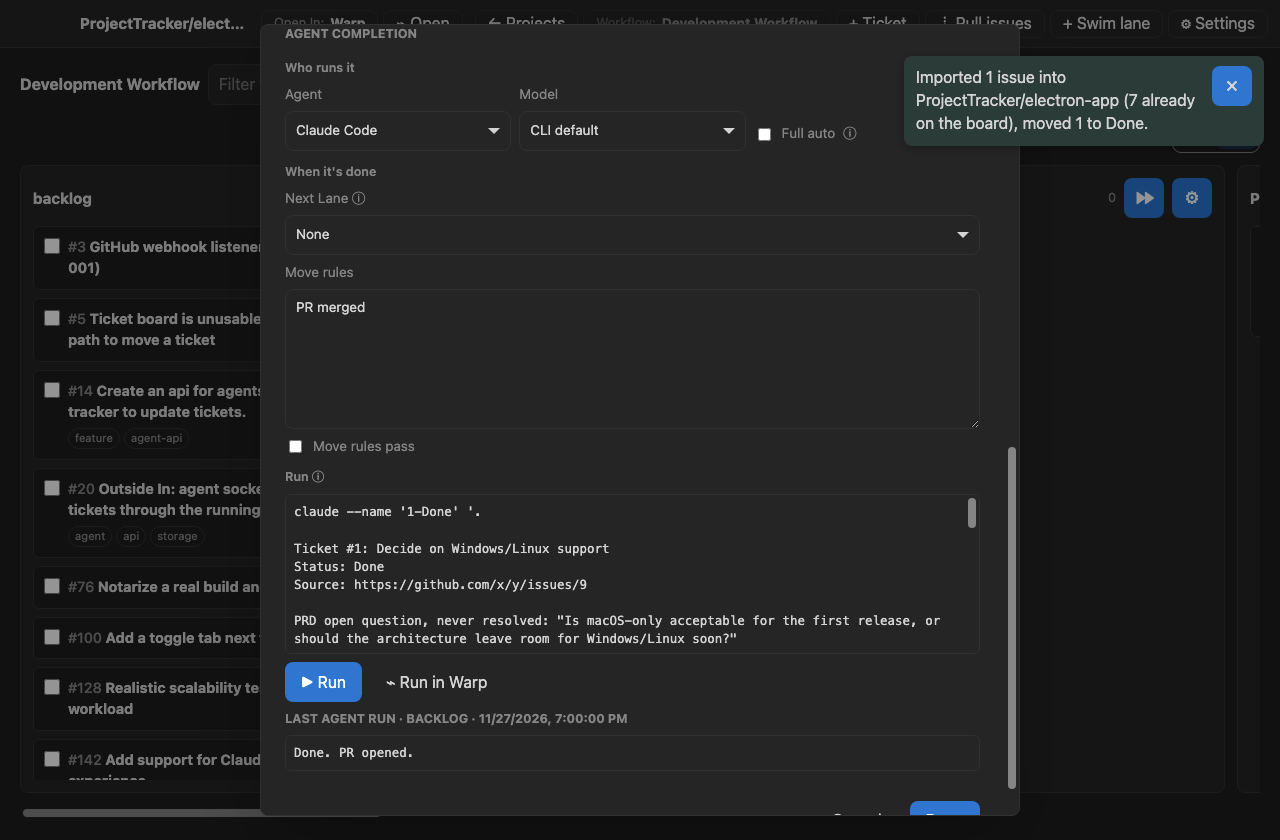 ProjectTracker/elect...
Open In: Warp
Open
← Projects
Workflow: Development Workflow
+ Ticket
Pull issues
+ Swim lane
Settings
Development Workflow
Filter
Imported 1 issue into
ProjectTracker/electron-app (7 already
on the board), moved 1 to Done.
backlog
#3 GitHub webhook listener
001)
#5 Ticket board is unusable
path to move a ticket
#14 Create an api for agents
tracker to update tickets.
feature
agent-api
#20 Outside In: agent socke
tickets through the running
agent
api
storage
#76 Notarize a real build an
#100 Add a toggle tab next
#128 Realistic scalability te
workload
#142 Add support for Claud
experience
AGENT COMPLETION
Who runs it
Agent
Model
Claude Code
CLI default
Full auto
When it's done
Next Lane
None
Move rules
PR merged
Move rules pass
Run
claude --name '1-Done' '.
Ticket #1: Decide on Windows/Linux support
Status: Done
Source: https://github.com/x/y/issues/9
PRD open question, never resolved: "Is macOS-only acceptable for the first release, or
should the architecture leave room for Windows/Linux soon?"
Run
Run in Warp
LAST AGENT RUN · BACKLOG · 11/27/2026, 7:00:00 PM
Done. PR opened.
0
P